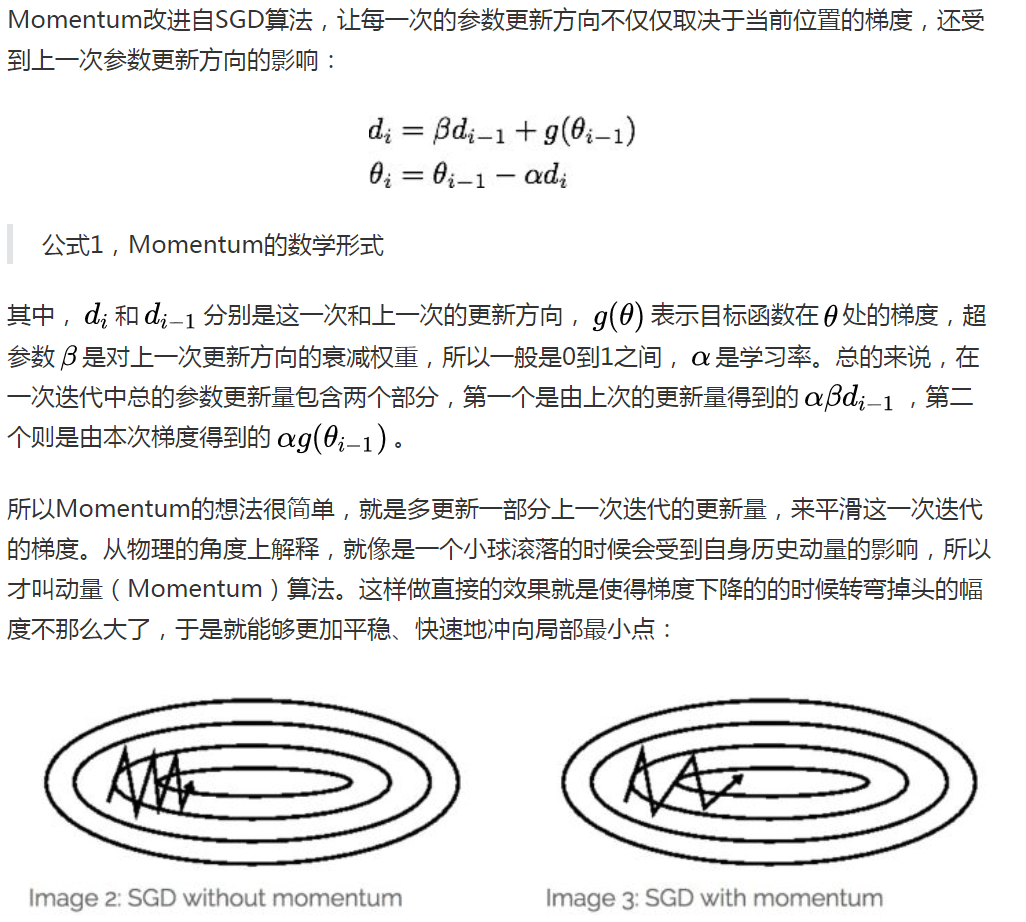 Momentum改进自SGD算法，让每一次的参数更新方向不仅仅取决于当前位置的梯度，还受
到上一次参数更新方向的影响：
d_i = βd_{i−1} + g(θ_{i−1})
θ_i = θ_{i−1} − αd_i
公式1，Momentum的数学形式
其中， d_i 和 d_{i−1} 分别是这一次和上一次的更新方向， g(θ) 表示目标函数在 θ 处的梯度，超
参数 β 是对上一次更新方向的衰减权重，所以一般是0到1之间， α 是学习率。总的来说，在
一次迭代中总的参数更新量包含两个部分，第一个是由上次的更新量得到的 αβd_{i−1} ，第二
个则是由本次梯度得到的 αg(θ_{i−1}) 。
所以Momentum的想法很简单，就是多更新一部分上一次迭代的更新量，来平滑这一次迭代
的梯度。从物理的角度上解释，就像是一个小球滚落的时候会受到自身历史动量的影响，所以
才叫动量（Momentum）算法。这样做直接的效果就是使得梯度下降的的时候转弯掉头的幅
度不那么大了，于是就能够更加平稳、快速地冲向局部最小点：
Image 2: SGD without momentum
Image 3: SGD with momentum